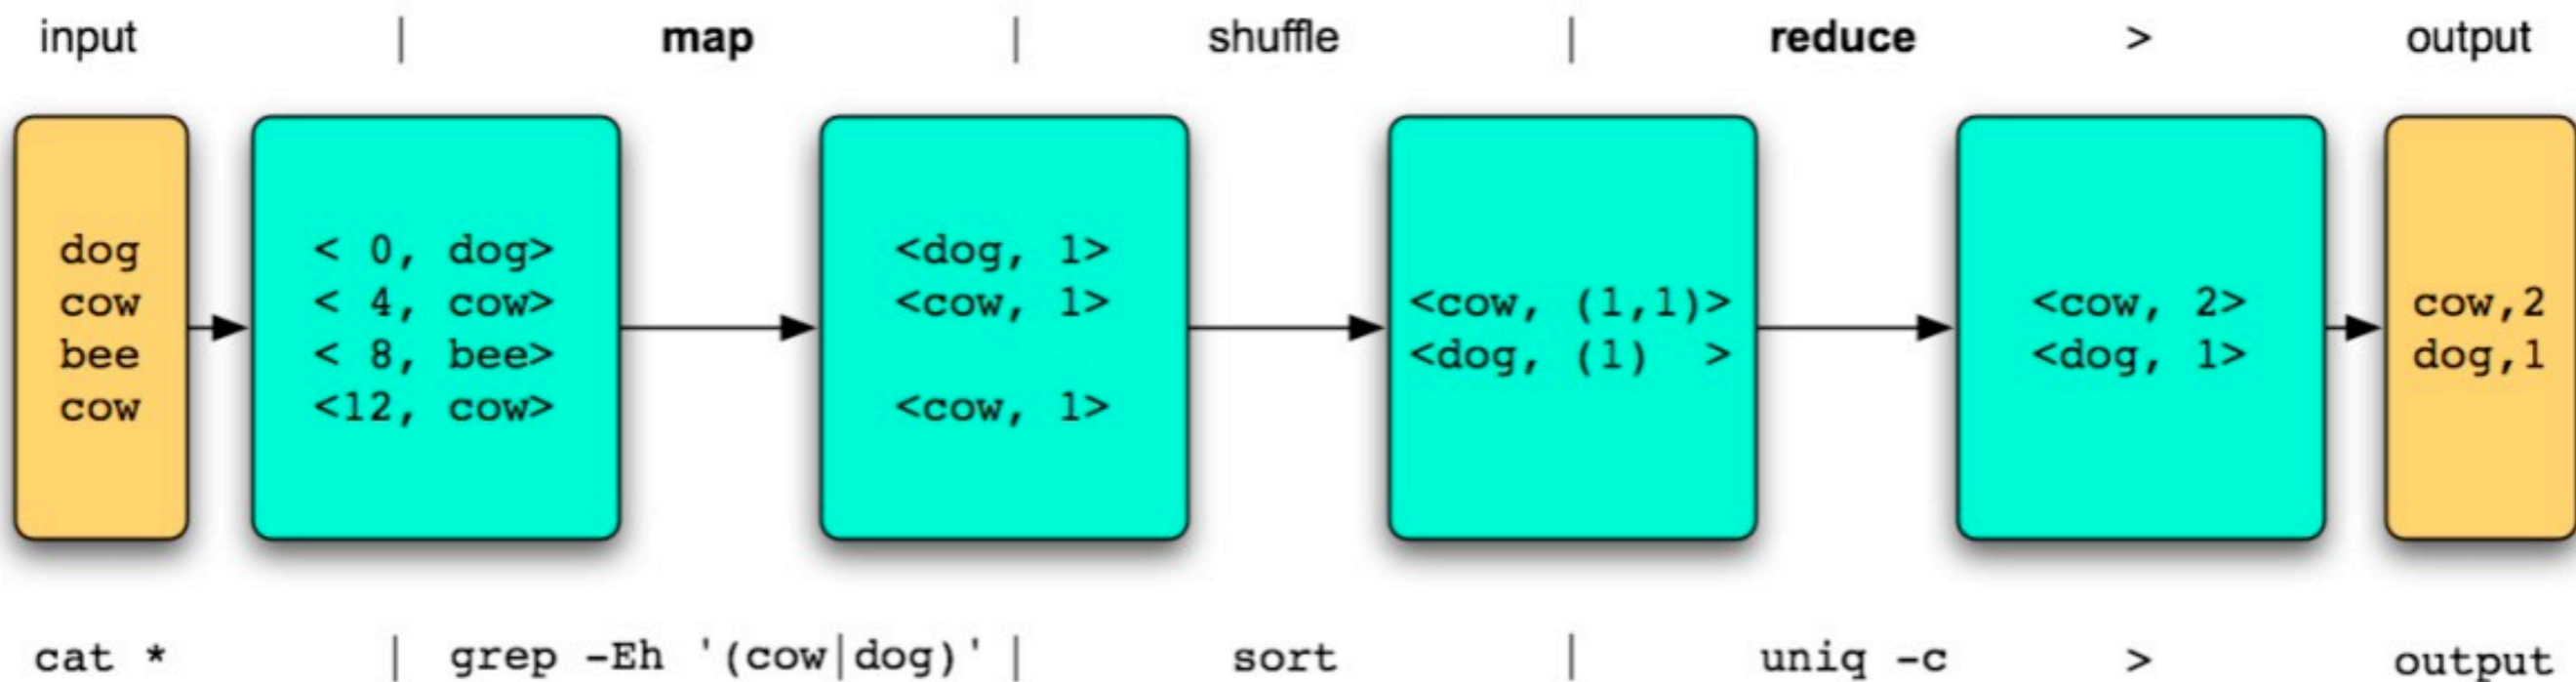 input | map | shuffle | reduce > output
dog
cow
bee
cow
< 0, dog>
< 4, cow>
< 8, bee>
<12, cow>
<dog, 1>
<cow, 1>
<cow, 1>
<cow, (1,1)>
<dog, (1)  >
<cow, 2>
<dog, 1>
cow,2
dog,1
cat * | grep -Eh '(cow|dog)' | sort | uniq -c > output